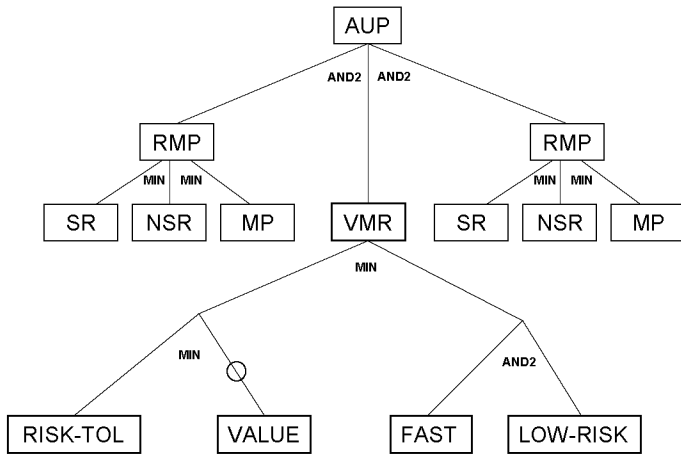 AUP
AND2 AND2
RMP RMP
MIN MIN MIN MIN
SR NSR MP VMR SR NSR MP
MIN
MIN AND2
RISK-TOL VALUE FAST LOW-RISK